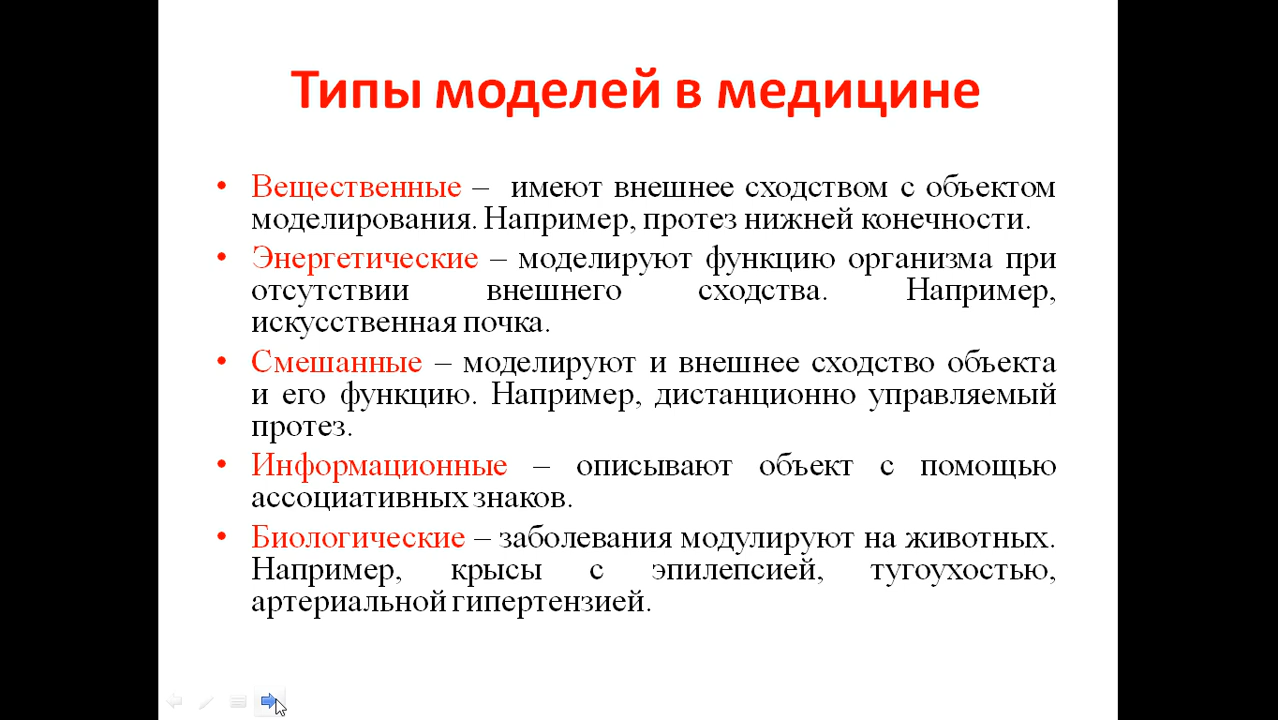 Типы моделей в медицине
• Вещественные – имеют внешнее сходством с объектом
моделирования. Например, протез нижней конечности.
• Энергетические – моделируют функцию организма при
отсутствии внешнего сходства. Например,
искусственная почка.
• Смешанные – моделируют и внешнее сходство объекта
и его функцию. Например, дистанционно управляемый
протез.
• Информационные – описывают объект с помощью
ассоциативных знаков.
• Биологические – заболевания модулируют на животных.
Например, крысы с эпилепсией, тугоухостью,
артериальной гипертензией.